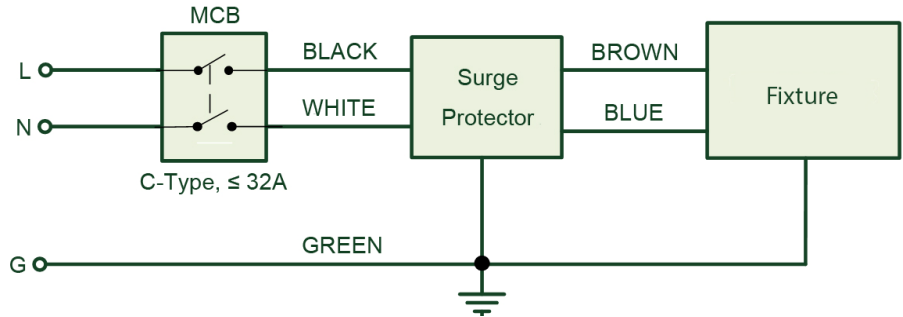 MCB
L
BLACK
BROWN
Surge
Protector
Fixture
N
WHITE
BLUE
C-Type, ≤ 32A
G
GREEN